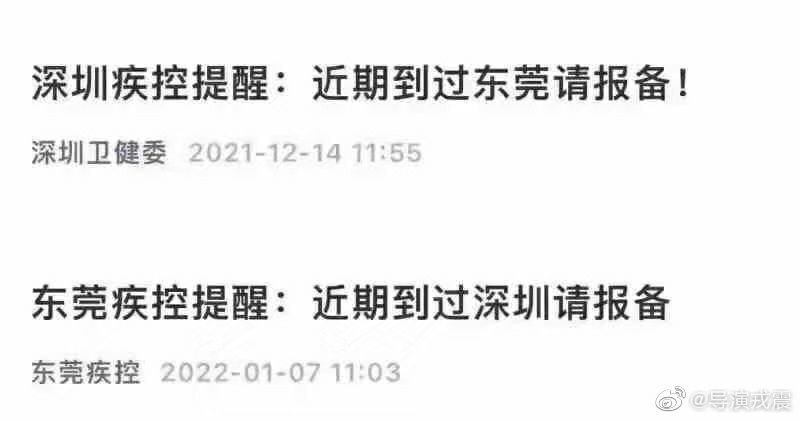 深圳疾控提醒：近期到过东莞请报备！
深圳卫健委 2021-12-14 11:55
东莞疾控提醒：近期到过深圳请报备
东莞疾控 2022-01-07 11:03
@导演戎震